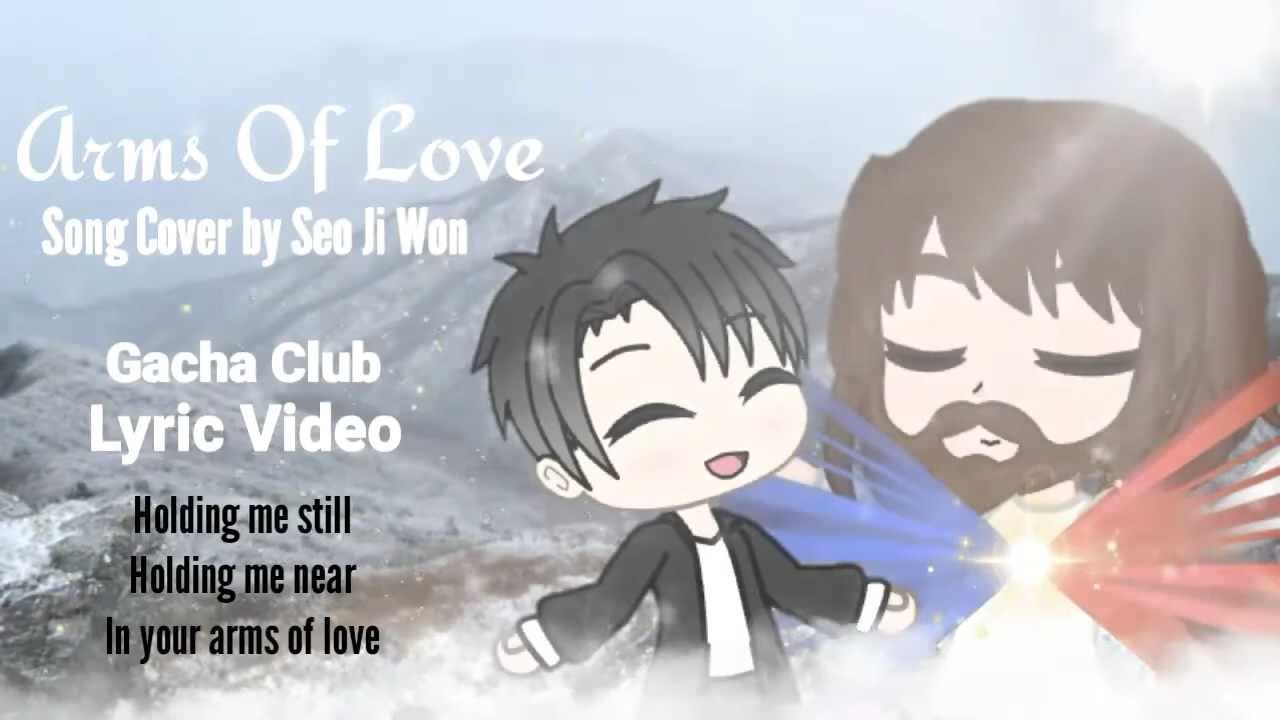 Arms Of Love
Song Cover by Seo Ji Won
Gacha Club
Lyric Video
Holding me still
Holding me near
In your arms of love